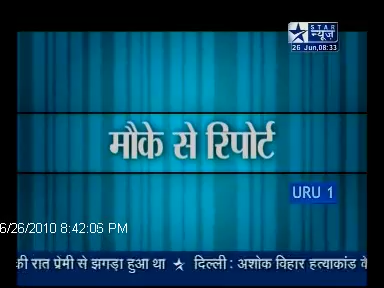 STAR
न्यूज़
26 Jun,08:33
मौके से रिपोर्ट
URU 1
6/26/2010 8:42:06 PM
की रात प्रेमी से झगड़ा हुआ था ★ दिल्ली : अशोक विहार हत्याकांड के